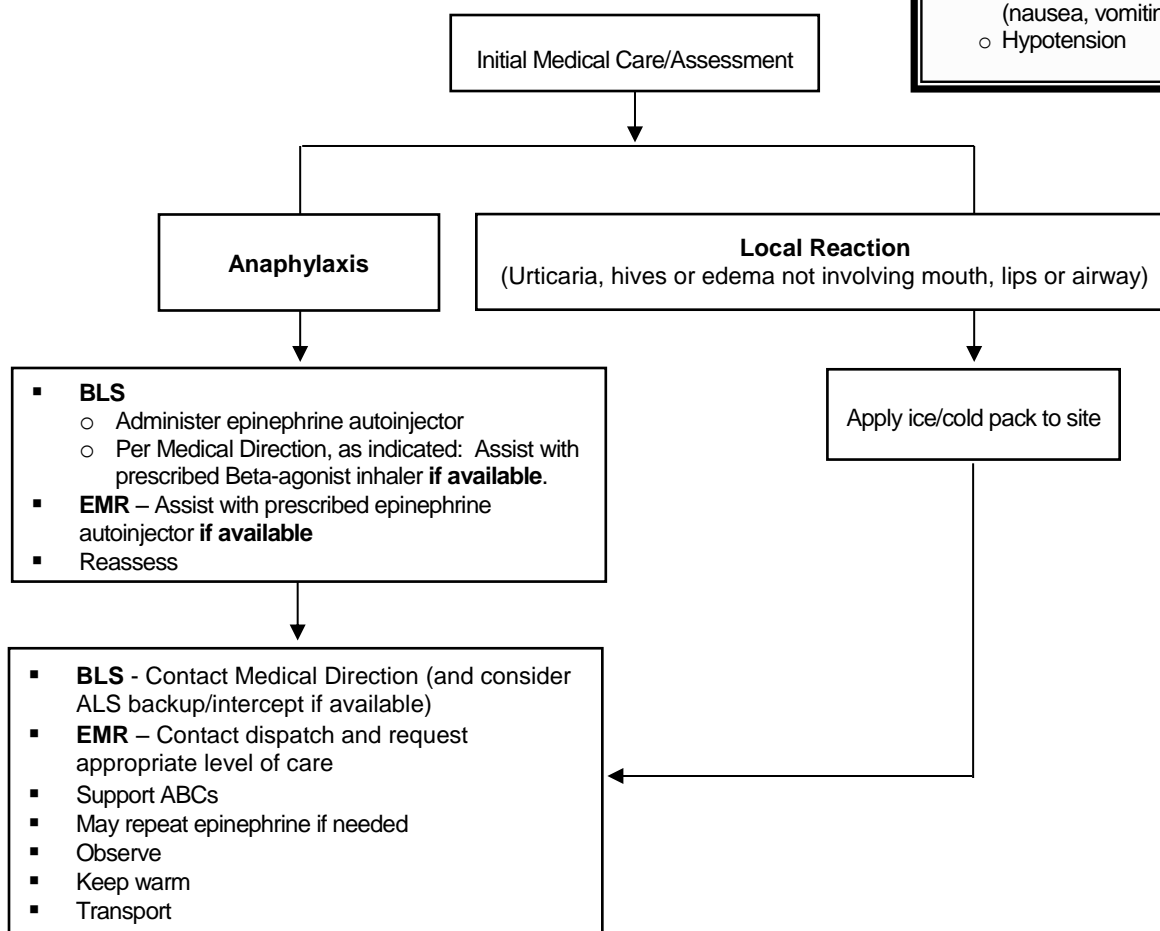 (nausea, vomitin
○ Hypotension
Initial Medical Care/Assessment
Anaphylaxis
Local Reaction
(Urticaria, hives or edema not involving mouth, lips or airway)
▪ BLS
○ Administer epinephrine autoinjector
○ Per Medical Direction, as indicated: Assist with
prescribed Beta-agonist inhaler if available.
▪ EMR – Assist with prescribed epinephrine
autoinjector if available
▪ Reassess
Apply ice/cold pack to site
▪ BLS - Contact Medical Direction (and consider
ALS backup/intercept if available)
▪ EMR – Contact dispatch and request
appropriate level of care
▪ Support ABCs
▪ May repeat epinephrine if needed
▪ Observe
▪ Keep warm
▪ Transport